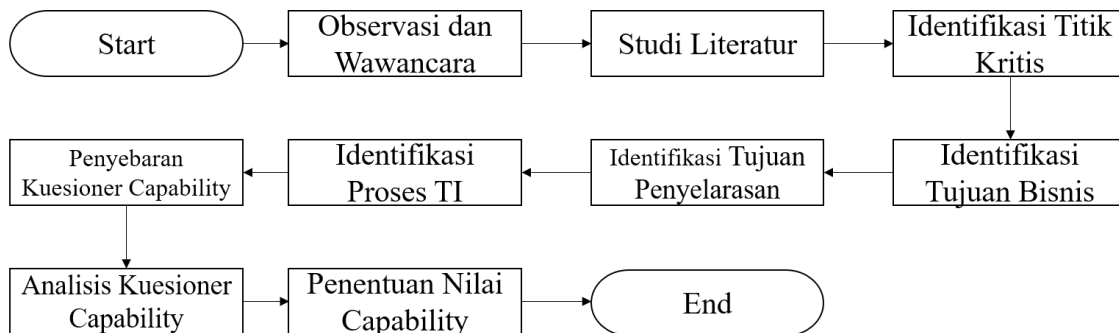 Start
Observasi dan
Wawancara
Studi Literatur
Identifikasi Titik
Kritis
Identifikasi
Tujuan Bisnis
Identifikasi Tujuan
Penyelarasan
Identifikasi
Proses TI
Penyebaran
Kuesioner Capability
Analisis Kuesioner
Capability
Penentuan Nilai
Capability
End